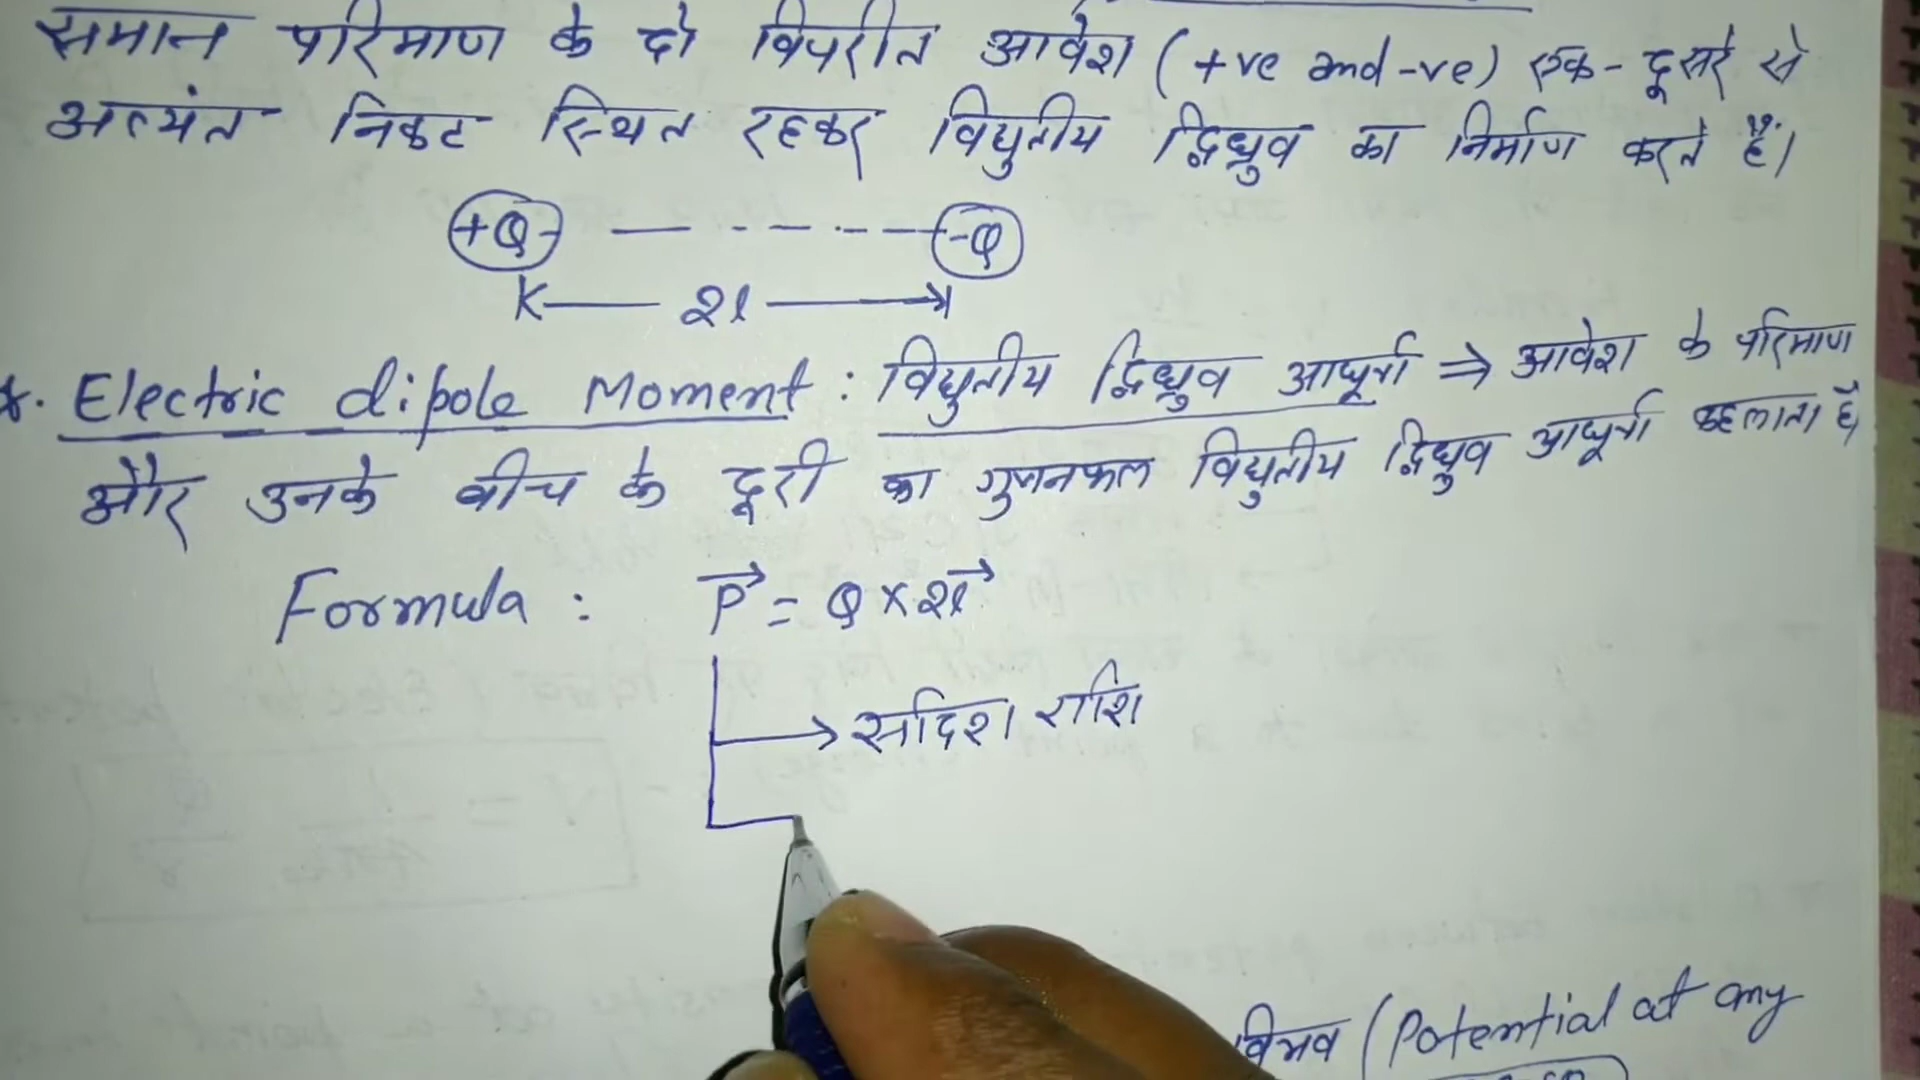 समान परिमाण के दो विपरीत आवेश (+ve and -ve) एक-दूसरे से
अत्यंत निकट स्थित रहकर विद्युतीय द्विध्रुव का निर्माण करते हैं।
+Q -Q
2l
Electric dipole Moment : विद्युतीय द्विध्रुव आघूर्ण ⇒ आवेश के परिमाण
और उनके बीच के दूरी का गुणनफल विद्युतीय द्विध्रुव आघूर्ण कहलाता है
Formula : P⃗ = Q × 2l⃗
→ सदिश राशि
विभव (Potential at any